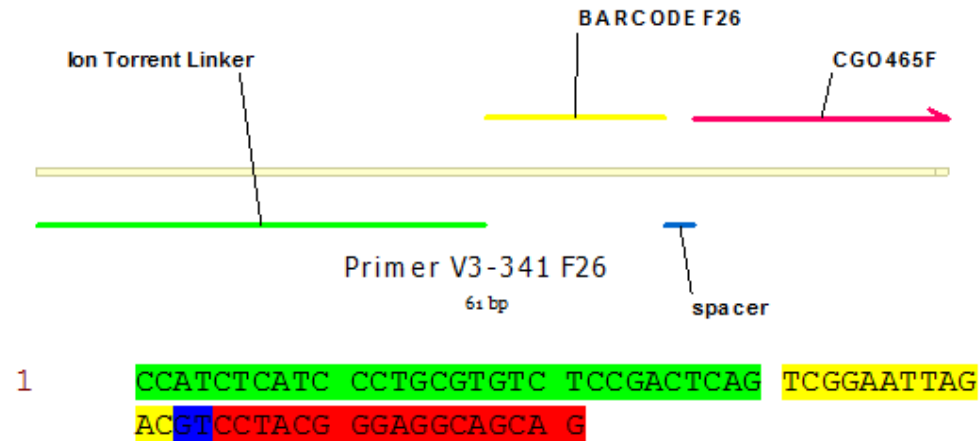 BARCODE F26
Ion Torrent Linker
CGO465F
Primer V3-341 F26
61 bp
spacer
1 CCATCTCATC CCTGCGTGTC TCCGACTCAG TCGGAATTAG
ACGTCCTACG GGAGGCAGCA G